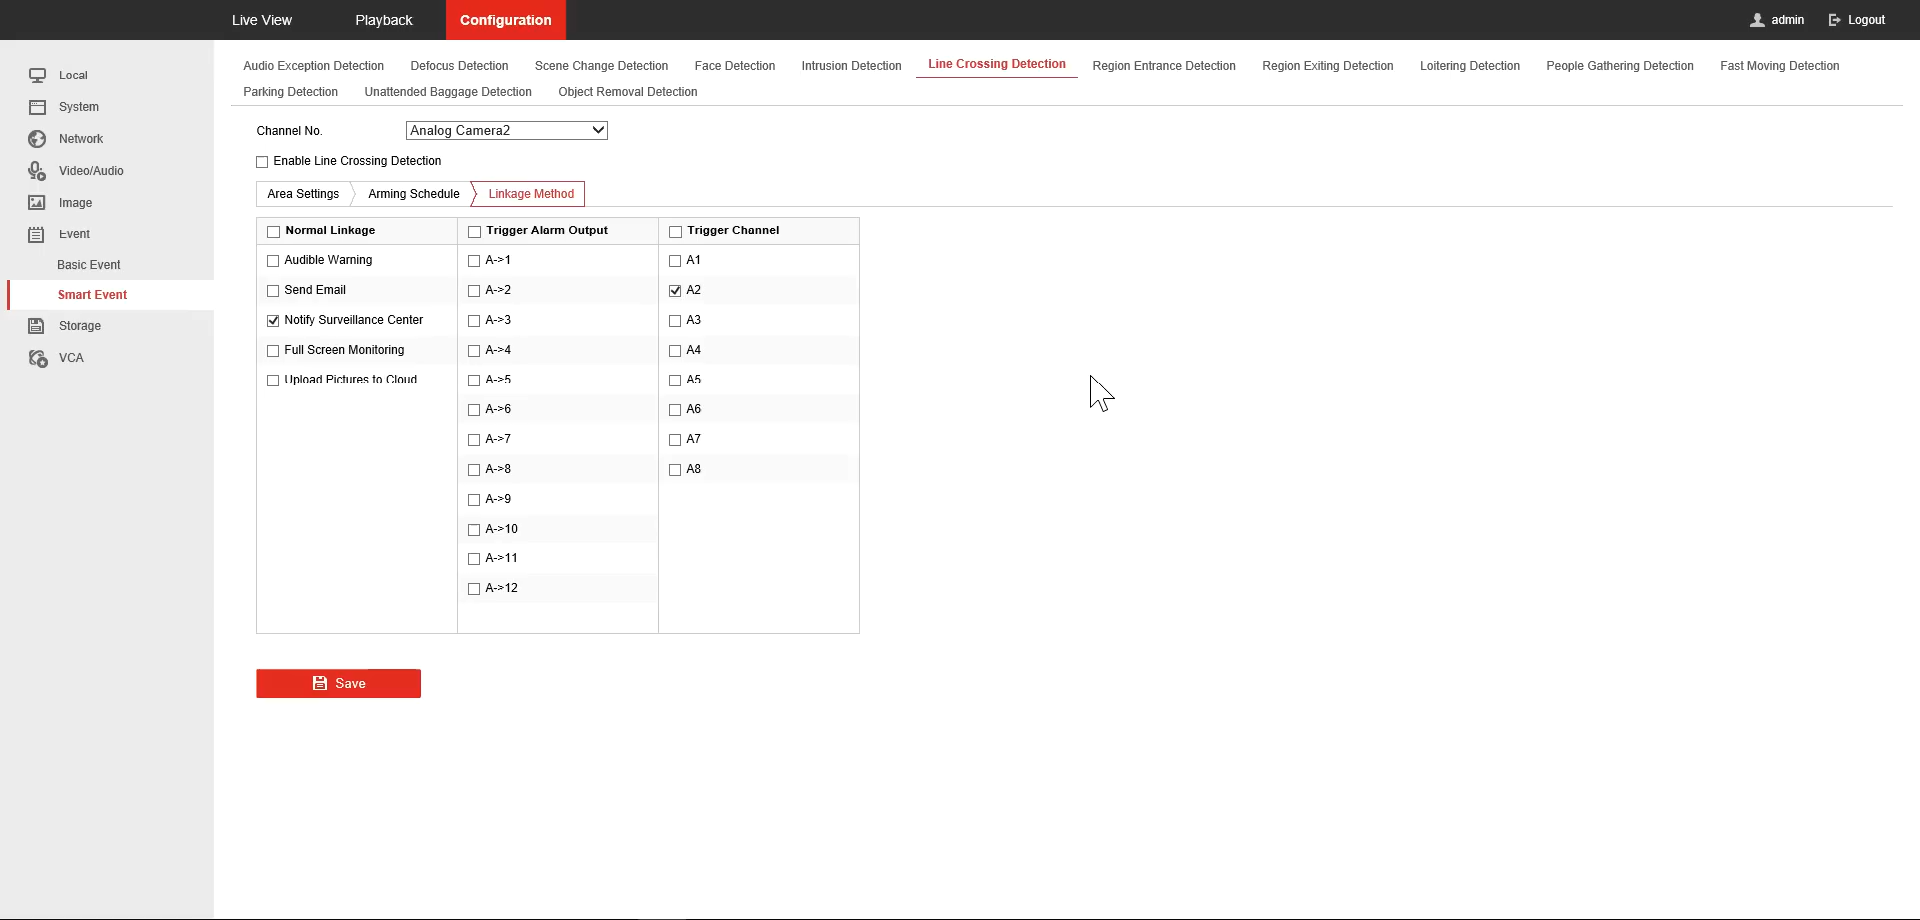 Live View Playback Configuration admin Logout
Local
System
Network
Video/Audio
Image
Event
Basic Event
Smart Event
Storage
VCA
Audio Exception Detection Defocus Detection Scene Change Detection Face Detection Intrusion Detection Line Crossing Detection Region Entrance Detection Region Exiting Detection Loitering Detection People Gathering Detection Fast Moving Detection
Parking Detection Unattended Baggage Detection Object Removal Detection
Channel No. Analog Camera2
Enable Line Crossing Detection
Area Settings Arming Schedule Linkage Method
Normal Linkage Trigger Alarm Output Trigger Channel
Audible Warning A->1 A1
Send Email A->2 A2
Notify Surveillance Center A->3 A3
Full Screen Monitoring A->4 A4
Upload Pictures to Cloud A->5 A5
A->6 A6
A->7 A7
A->8 A8
A->9
A->10
A->11
A->12
Save